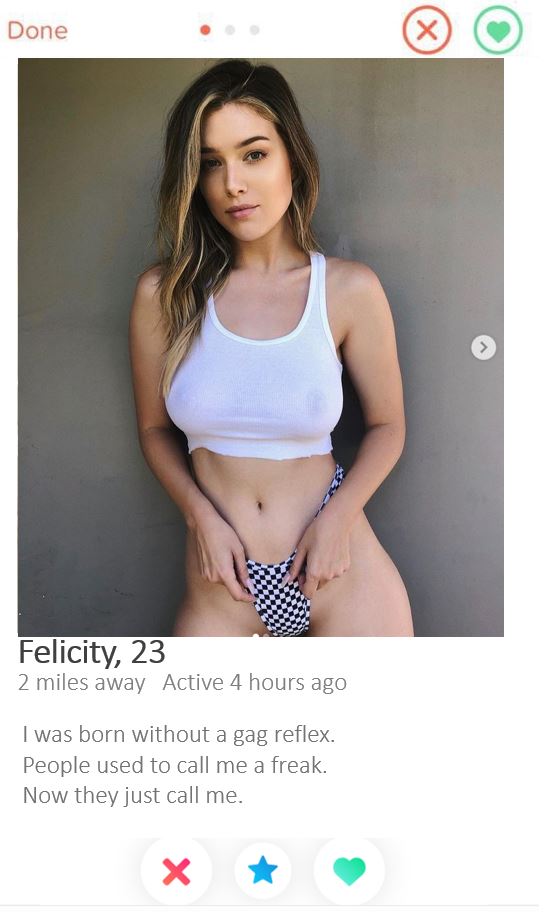 Done
Felicity, 23
2 miles away Active 4 hours ago
I was born without a gag reflex.
People used to call me a freak.
Now they just call me.